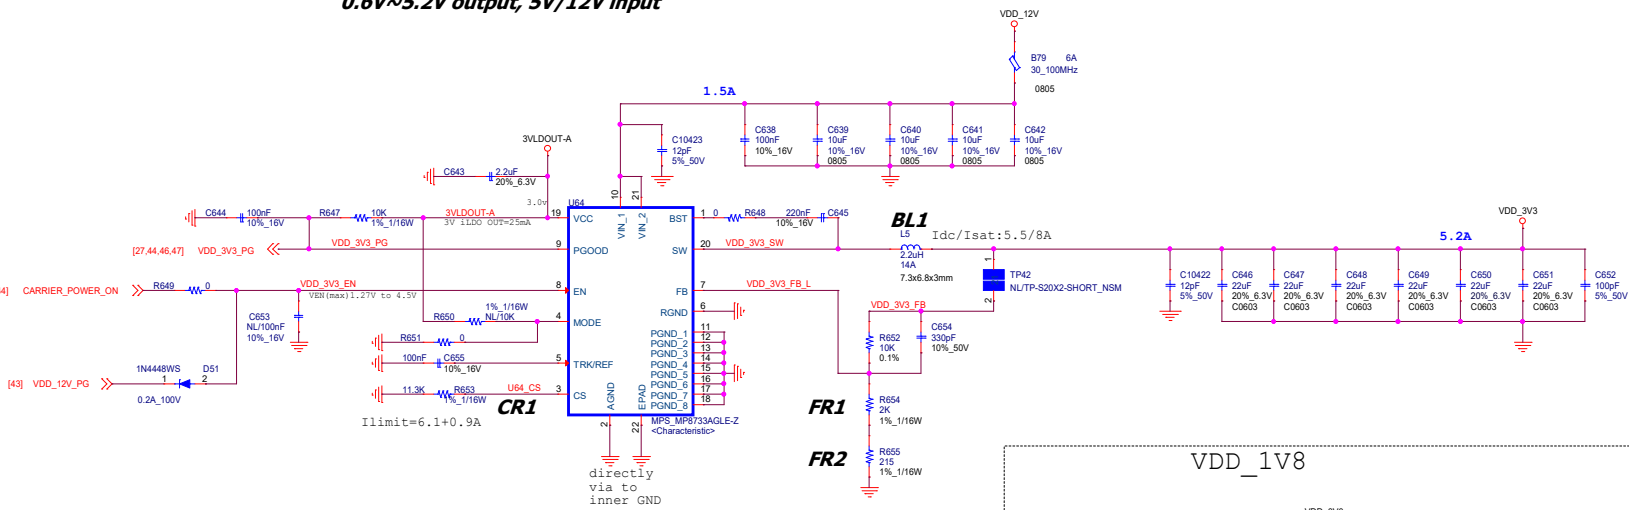 0.6V~5.2V output, 5V/12V input
VDD_12V
B79 6A
30_100MHz
0805
1.5A
C10423
12pF
5%_50V
C638
100nF
10%_16V
C639
10uF
10%_16V
0805
C640
10uF
10%_16V
0805
C641
10uF
10%_16V
0805
C642
10uF
10%_16V
0805
3VLDOUT-A
C643
2.2uF
20%_6.3V
3.0v
C644
100nF
10%_16V
R647
10K
1%_1/16W
3VLDOUT-A
3V iLDO OUT=25mA
[27,44,46,47] VDD_3V3_PG
VDD_3V3_PG
CARRIER_POWER_ON
R649
0
VDD_3V3_EN
VEN(max)1.27V to 4.5V
C653
NL/100nF
10%_16V
R650
1%_1/16W
NL/10K
R651
0
100nF
C655
10%_16V
11.3K
R653
1%_1/16W
U64_CS
CR1
Ilimit=6.1+0.9A
[43] VDD_12V_PG
1N4448WS
D51
1
2
0.2A_100V
U64
10
21
VIN_1
VIN_2
19
VCC
9
PGOOD
8
EN
4
MODE
5
TRK/REF
3
CS
BST
1
SW
20
FB
7
RGND
6
PGND_1
11
PGND_2
12
PGND_3
13
PGND_4
14
PGND_5
15
PGND_6
16
PGND_7
17
PGND_8
18
AGND
2
EPAD
22
MPS_MP8733AGLE-Z
<Characteristic>
directly
via to
inner GND
0
R648
220nF
C645
10%_16V
VDD_3V3_SW
VDD_3V3_FB_L
BL1
L5
Idc/Isat:5.5/8A
2.2uH
14A
7.3x6.8x3mm
1
TP42
NL/TP-S20X2-SHORT_NSM
2
VDD_3V3_FB
R652
10K
0.1%
C654
330pF
10%_50V
FR1
R654
2K
1%_1/16W
FR2
R655
215
1%_1/16W
VDD_3V3
5.2A
C10422
12pF
5%_50V
C646
22uF
20%_6.3V
C0603
C647
22uF
20%_6.3V
C0603
C648
22uF
20%_6.3V
C0603
C649
22uF
20%_6.3V
C0603
C650
22uF
20%_6.3V
C0603
C651
22uF
20%_6.3V
C0603
C652
100pF
5%_50V
VDD_1V8